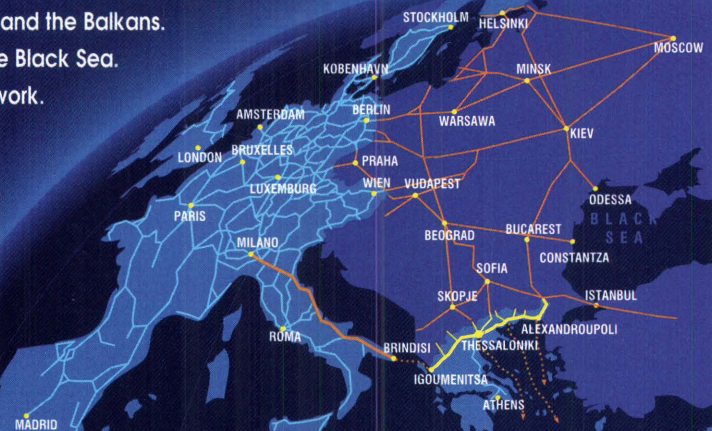 and the Balkans.
e Black Sea.
work.
STOCKHOLM
HELSINKI
MOSCOW
KOBENHAVN
MINSK
AMSTERDAM
BERLIN
WARSAWA
KIEV
LONDON
BRUXELLES
PRAHA
LUXEMBURG
WIEN
VUDAPEST
ODESSA
PARIS
BLACK
SEA
BEOGRAD
BUCAREST
MILANO
CONSTANTZA
SOFIA
SKOPJE
ISTANBUL
ALEXANDROUPOLI
ROMA
THESSALONIKI
BRINDISI
IGOUMENITSA
ATHENS
MADRID